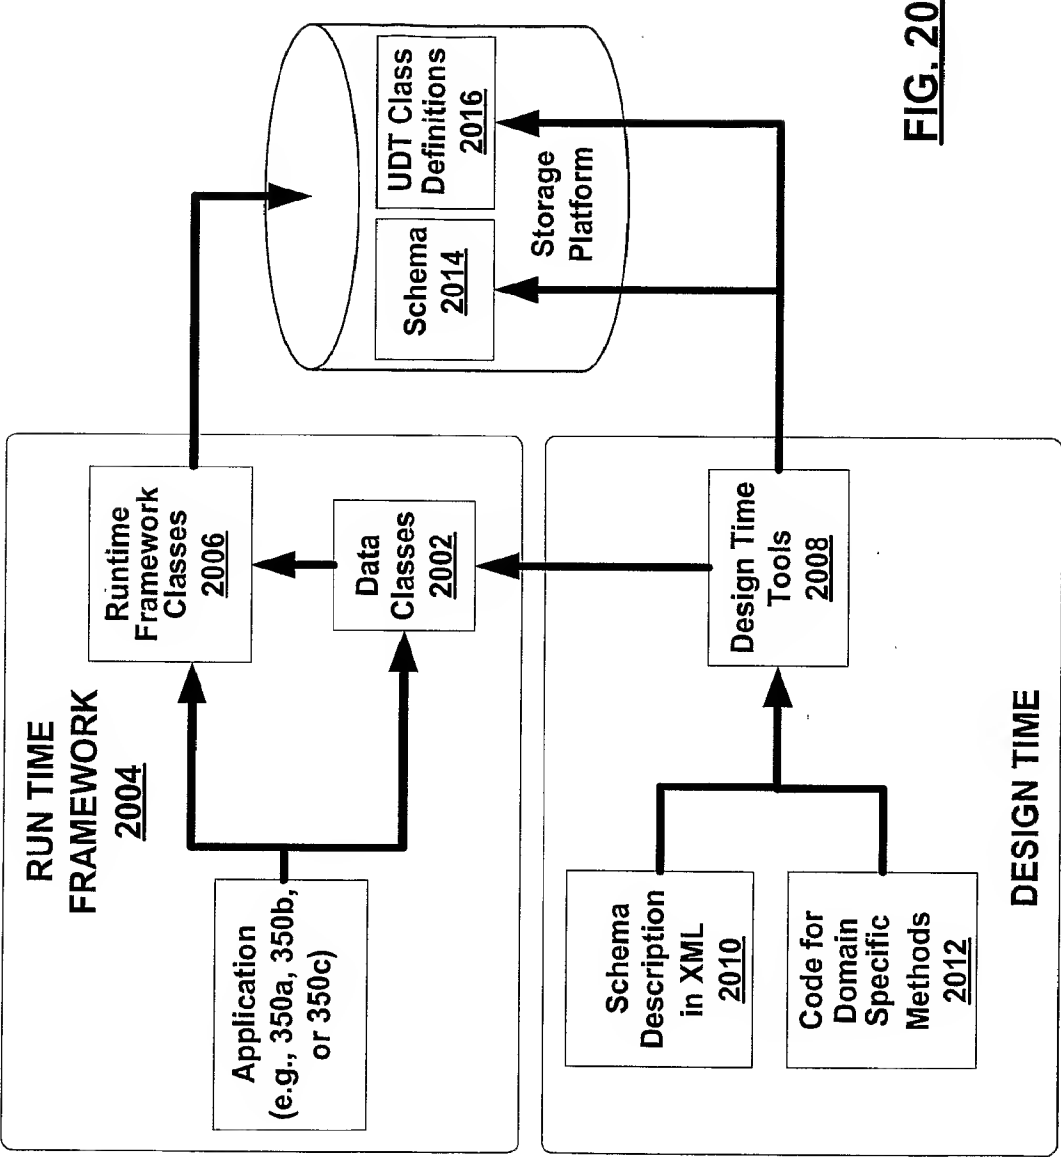 RUN TIME
FRAMEWORK
2004
Application
(e.g., 350a, 350b,
or 350c)
Runtime
Framework
Classes
2006
Data
Classes
2002
Schema
Description
in XML
2010
Code for
Domain
Specific
Methods
2012
Design Time
Tools
2008
DESIGN TIME
Schema
2014
UDT Class
Definitions
2016
Storage
Platform
FIG. 20